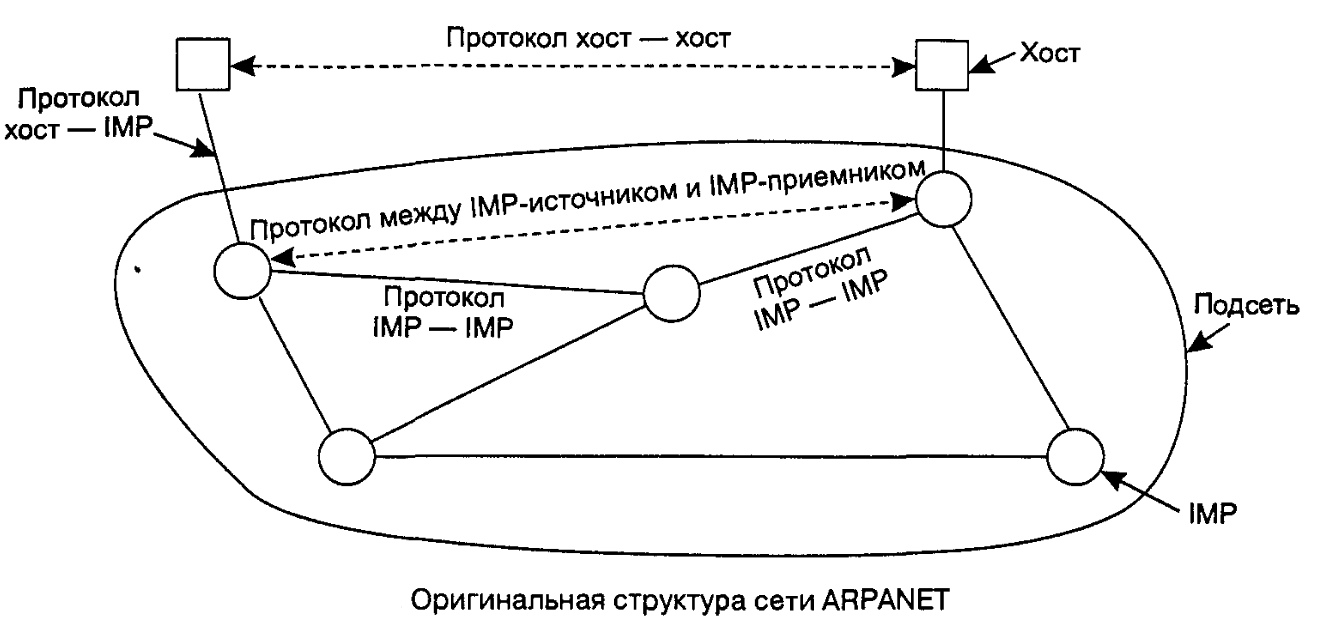 Протокол хост — хост
Хост
Протокол
хост — IMP
Протокол между IMP-источником и IMP-приемником
Протокол
IMP — IMP
Протокол
IMP — IMP
Подсеть
IMP
Оригинальная структура сети ARPANET